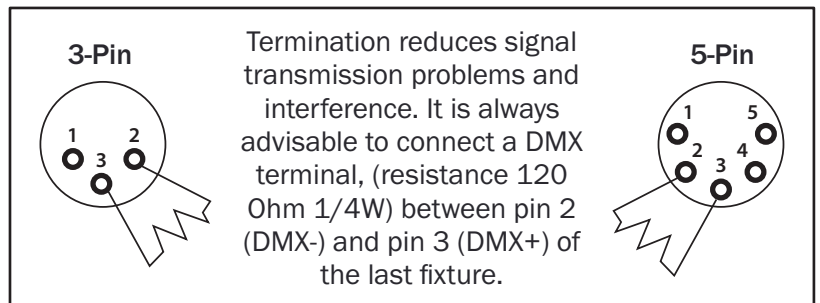 3-Pin
1 2
3
Termination reduces signal
transmission problems and
interference. It is always
advisable to connect a DMX
terminal, (resistance 120
Ohm 1/4W) between pin 2
(DMX-) and pin 3 (DMX+) of
the last fixture.
5-Pin
1 5
2 4
3